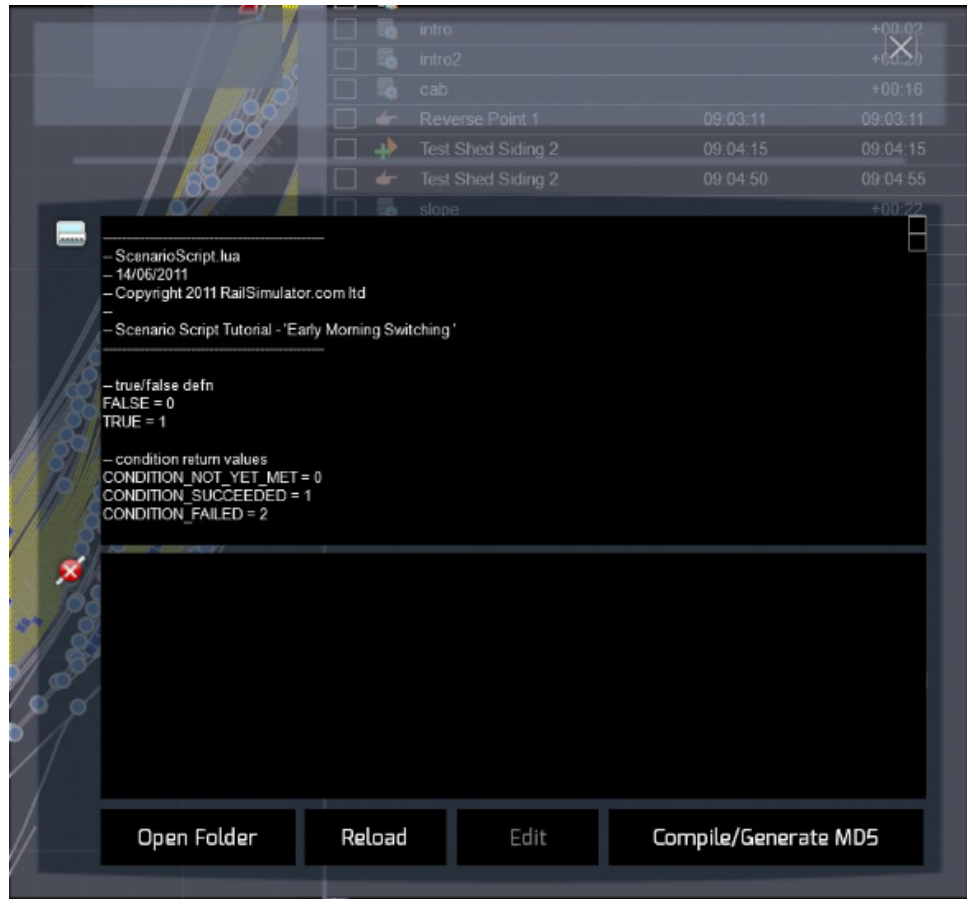 intro +00:02
intro2
cab +00:16
Reverse Point 1 09:03:11 09:03:11
Test Shed Siding 2 09:04:15 09:04:15
Test Shed Siding 2 09:04:50 09:04:55
slope +00:22
------------------------------------------------
-- ScenarioScript.lua
-- 14/06/2011
-- Copyright 2011 RailSimulator.com ltd
--
-- Scenario Script Tutorial - 'Early Morning Switching '
------------------------------------------------
-- true/false defn
FALSE = 0
TRUE = 1
-- condition return values
CONDITION_NOT_YET_MET = 0
CONDITION_SUCCEEDED = 1
CONDITION_FAILED = 2
Open Folder Reload Edit Compile/Generate MD5